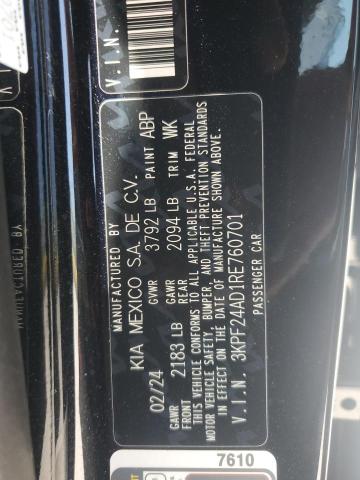 V.I.N.
MANUFACTURED BY
KIA MEXICO S.A. DE C.V.
02/24 GVWR 3792 LB PAINT ABP
GAWR FRONT 2183 LB GAWR REAR 2094 LB TRIM WK
THIS VEHICLE CONFORMS TO ALL APPLICABLE U.S.A. FEDERAL
MOTOR VEHICLE SAFETY, BUMPER, AND THEFT PREVENTION STANDARDS
IN EFFECT ON THE DATE OF MANUFACTURE SHOWN ABOVE.
V.I.N. 3KPF24AD1RE760701
PASSENGER CAR
7610